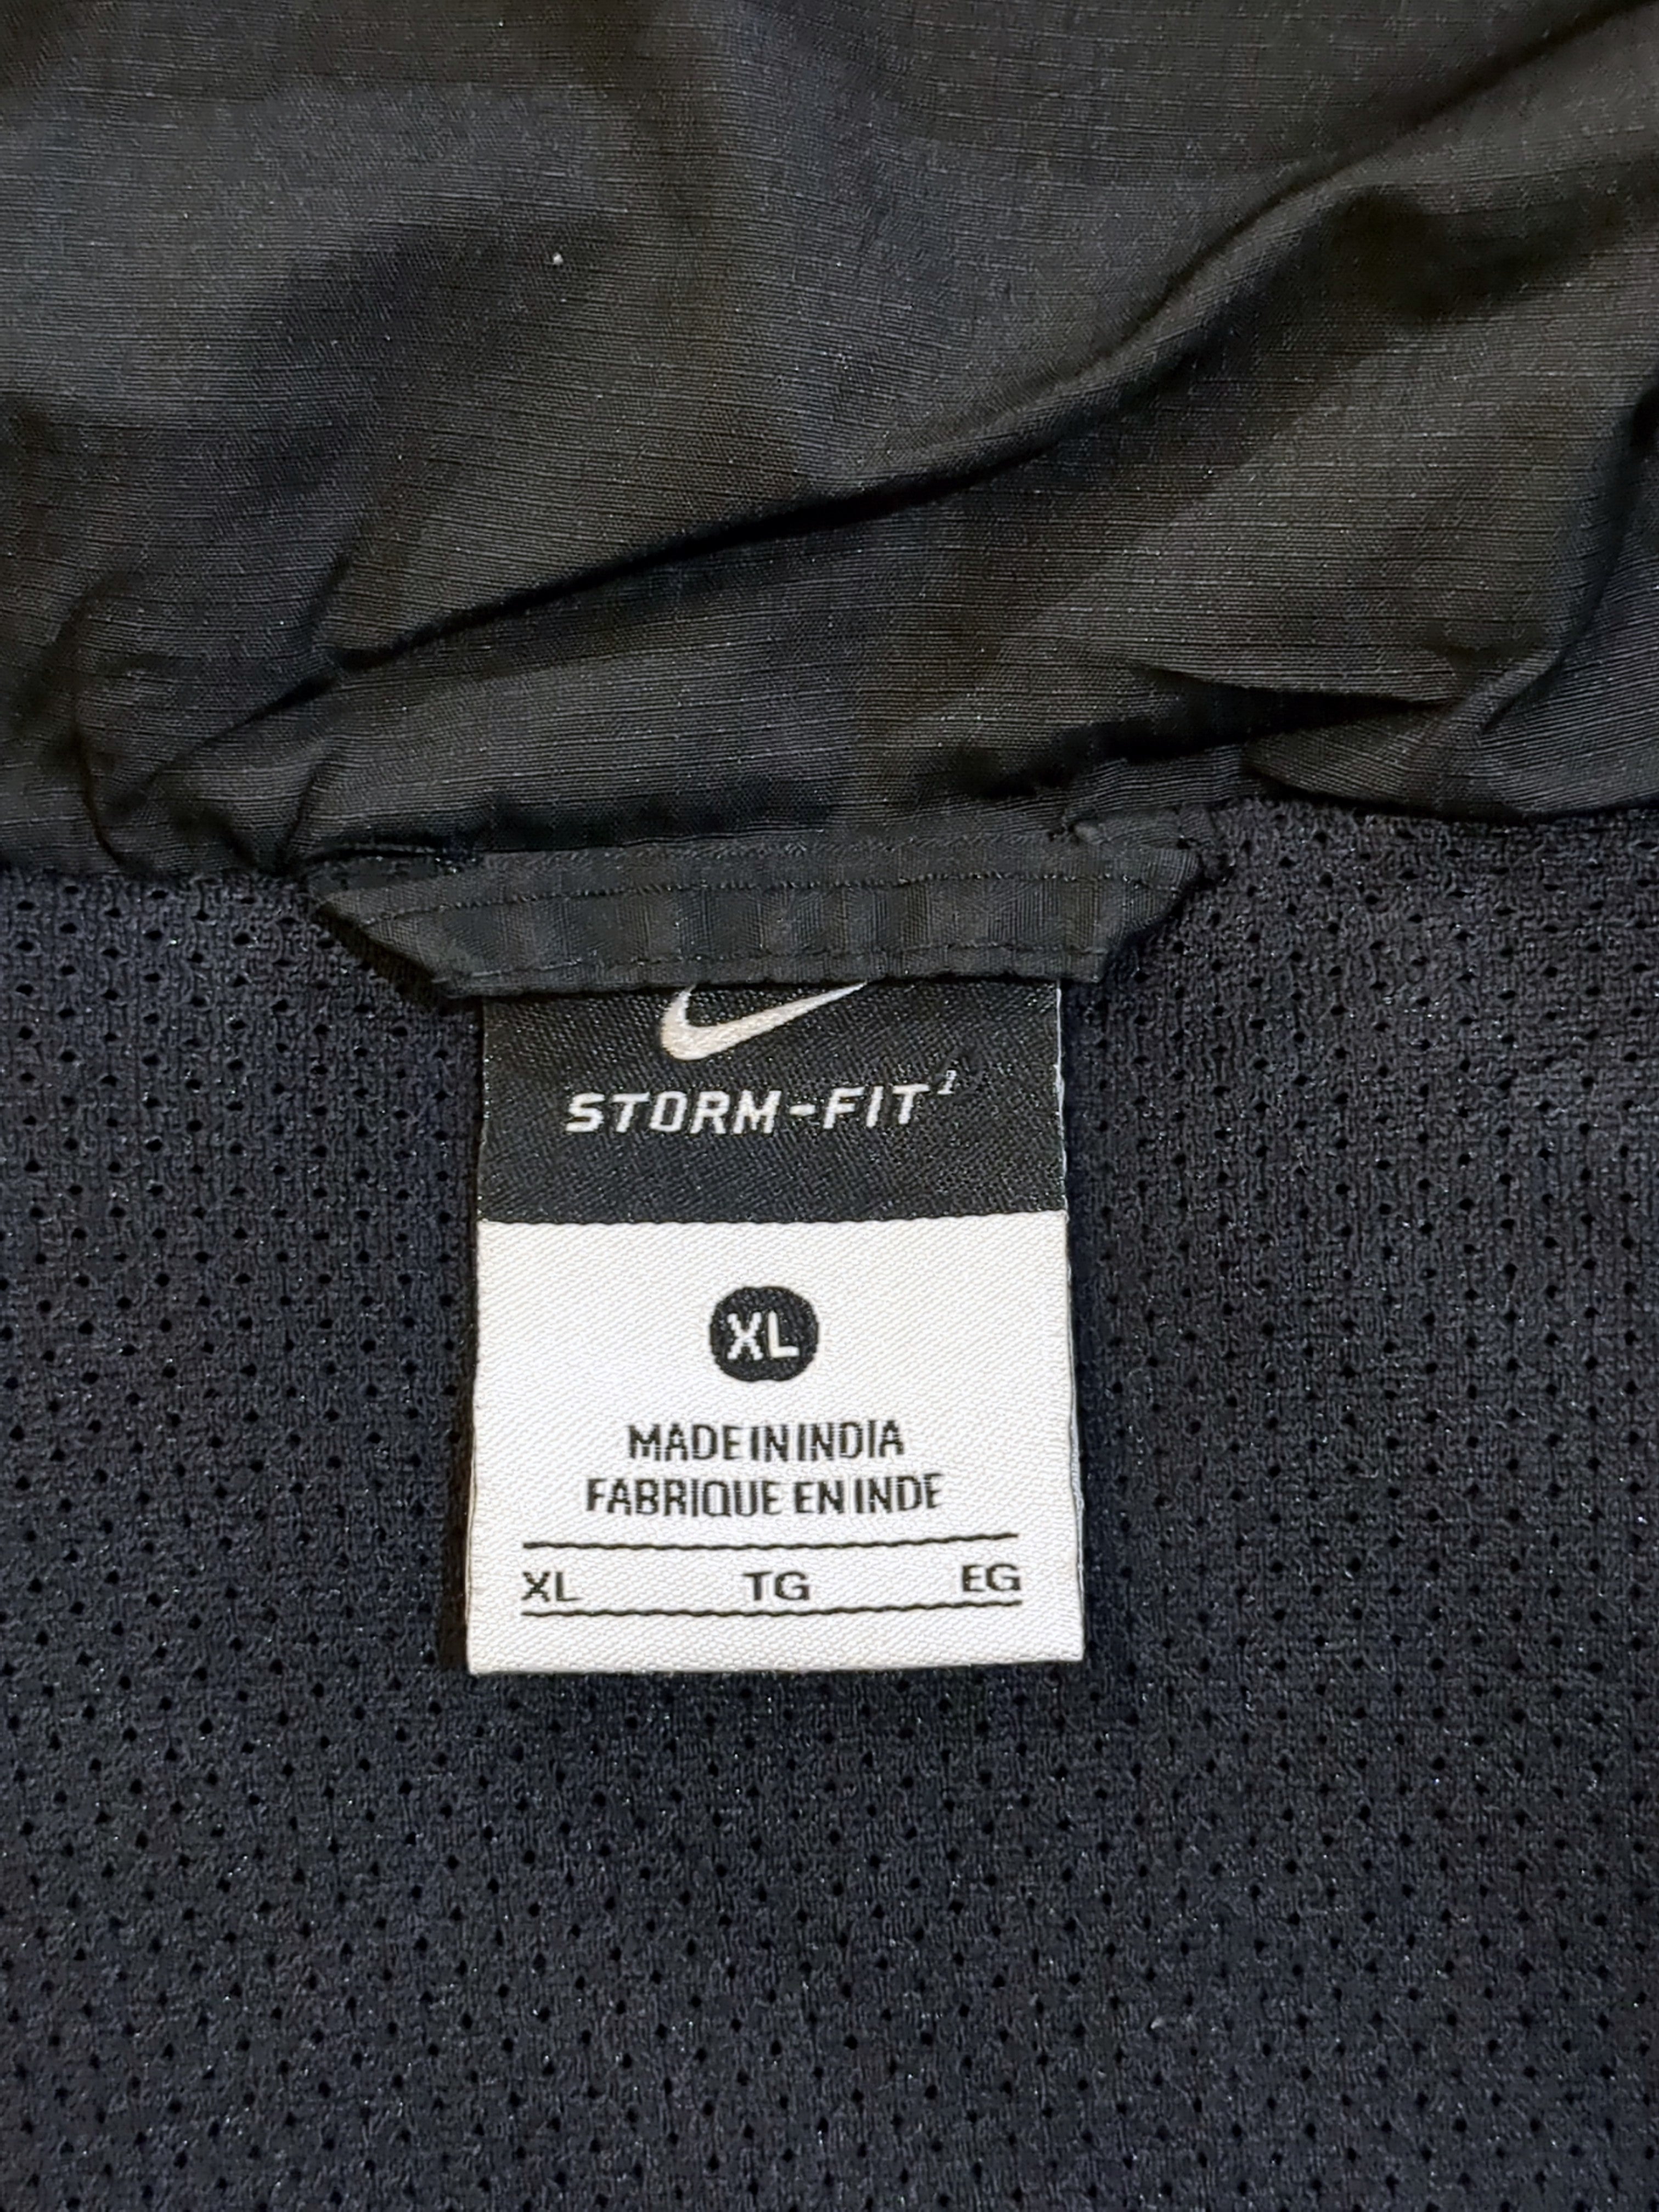 STORM-FIT
XL
MADE IN INDIA
FABRIQUE EN INDE
XL TG EG